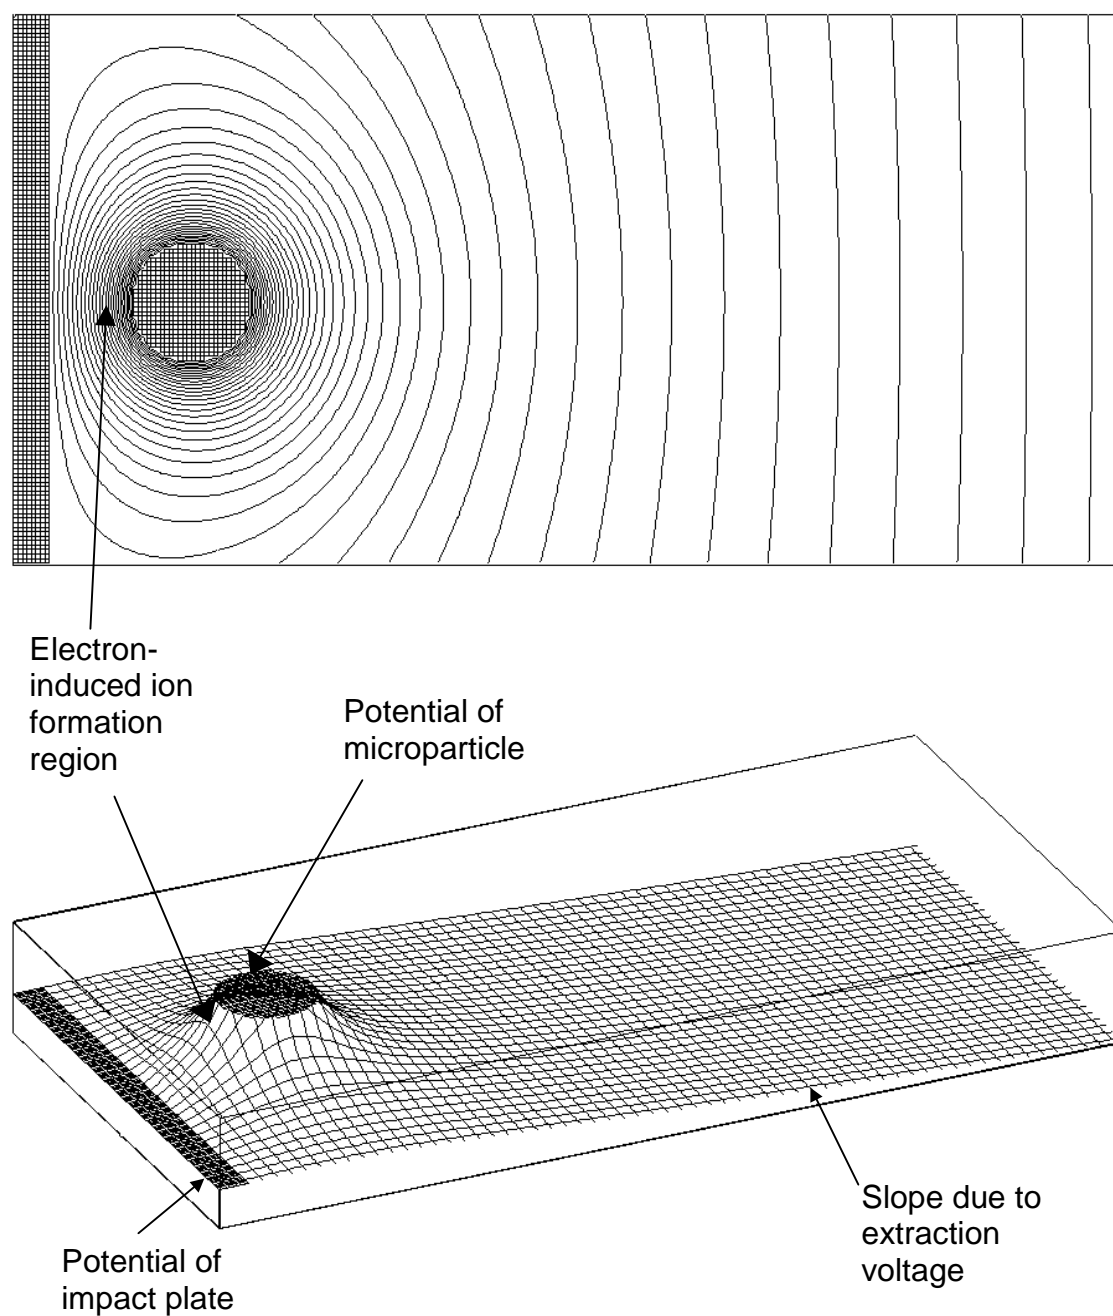 Electron-
induced ion
formation
region
Potential of
microparticle
Slope due to
extraction
voltage
Potential of
impact plate